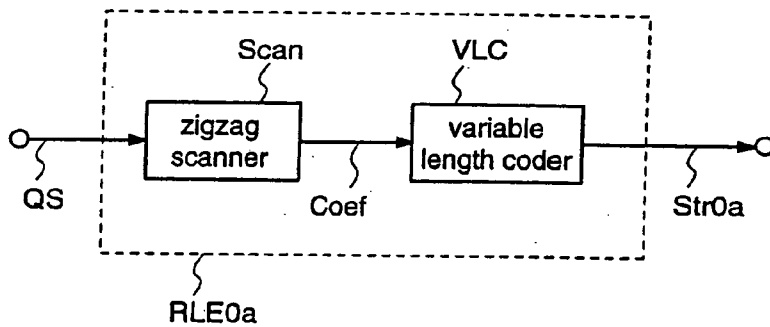 Scan
VLC
zigzag
scanner
variable
length coder
QS
Coef
Str0a
RLE0a